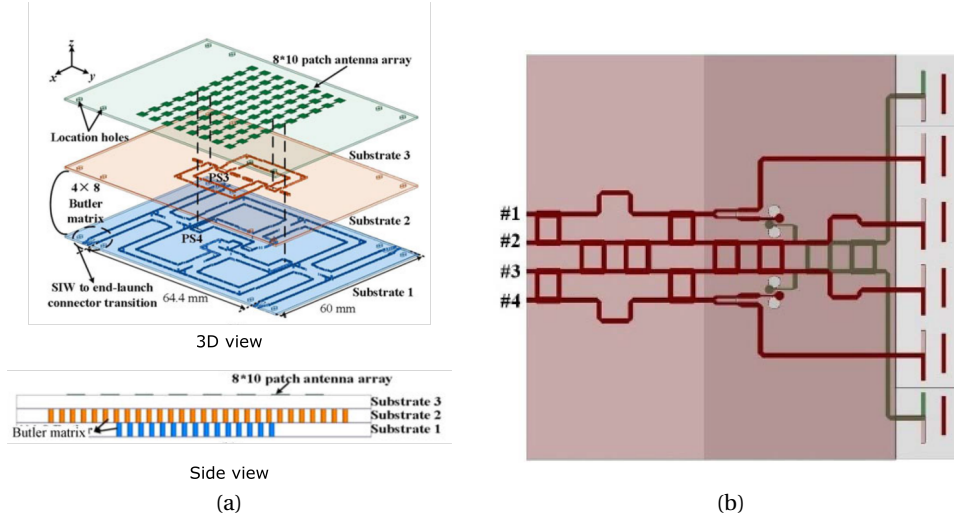 z
x
y
8*10 patch antenna array
Location holes
Substrate 3
PS3
4× 8
Butler
matrix
Substrate 2
PS4
SIW to end-launch
connector transition
64.4 mm
60 mm
Substrate 1
3D view
8*10 patch antenna array
Substrate 3
Substrate 2
Butler matrix
Substrate 1
Side view
(a)
#1
#2
#3
#4
(b)